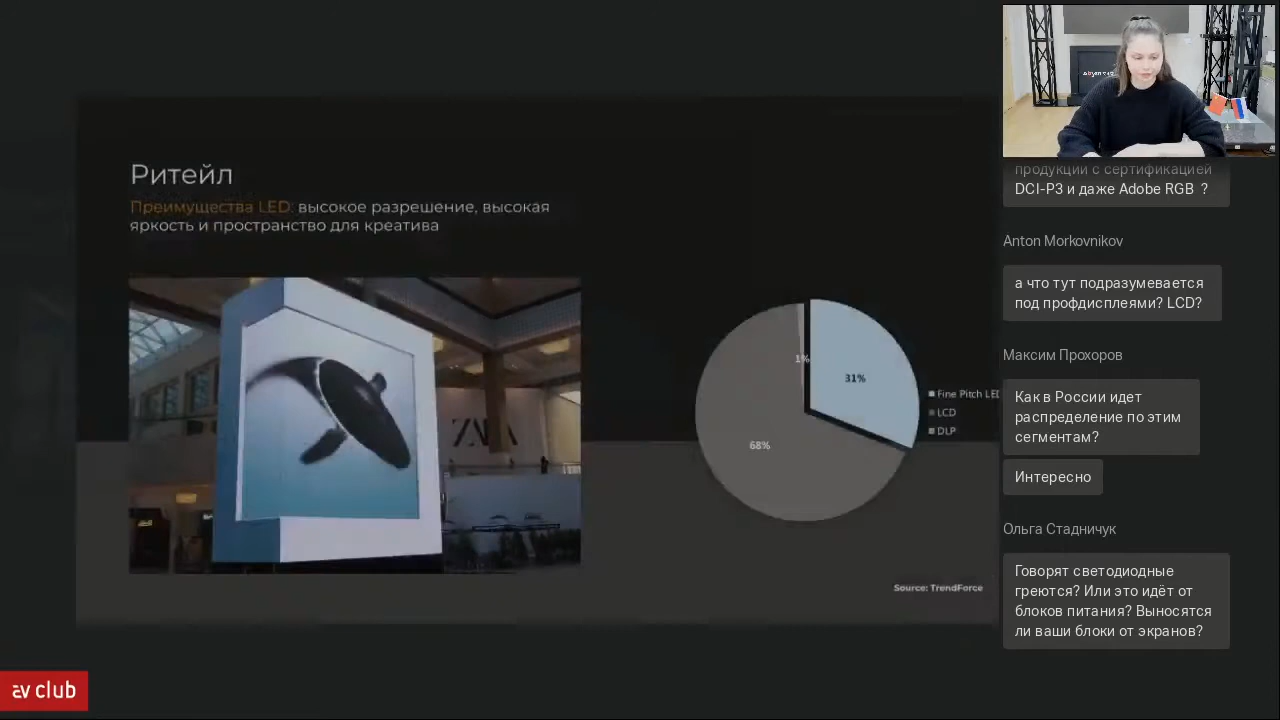 Ритейл
Преимущества LED: высокое разрешение, высокая
яркость и пространство для креатива
ZARA
1%
31%
68%
Fine Pitch LED
LCD
DLP
Source: TrendForce
av club
продукции с сертификацией
DCI-P3 и даже Adobe RGB ?
Anton Morkovnikov
а что тут подразумевается
под профдисплеями? LCD?
Максим Прохоров
Как в России идет
распределение по этим
сегментам?
Интересно
Ольга Стадничук
Говорят светодиодные
греются? Или это идёт от
блоков питания? Выносятся
ли ваши блоки от экранов?